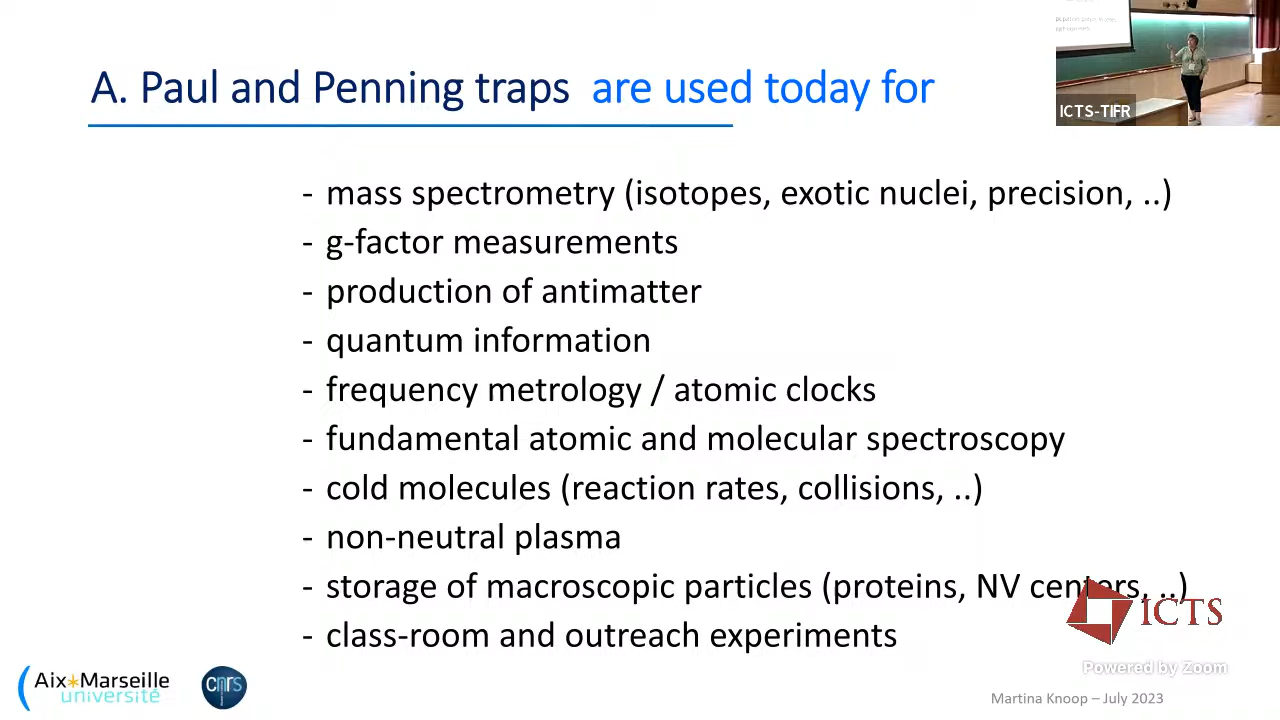 A. Paul and Penning traps are used today for
ICTS-TIFR
- mass spectrometry (isotopes, exotic nuclei, precision, ..)
- g-factor measurements
- production of antimatter
- quantum information
- frequency metrology / atomic clocks
- fundamental atomic and molecular spectroscopy
- cold molecules (reaction rates, collisions, ..)
- non-neutral plasma
- storage of macroscopic particles (proteins, NV centers, ..)
- class-room and outreach experiments
ICTS
Powered by Zoom
Aix*Marseille
université
cnrs
Martina Knoop – July 2023